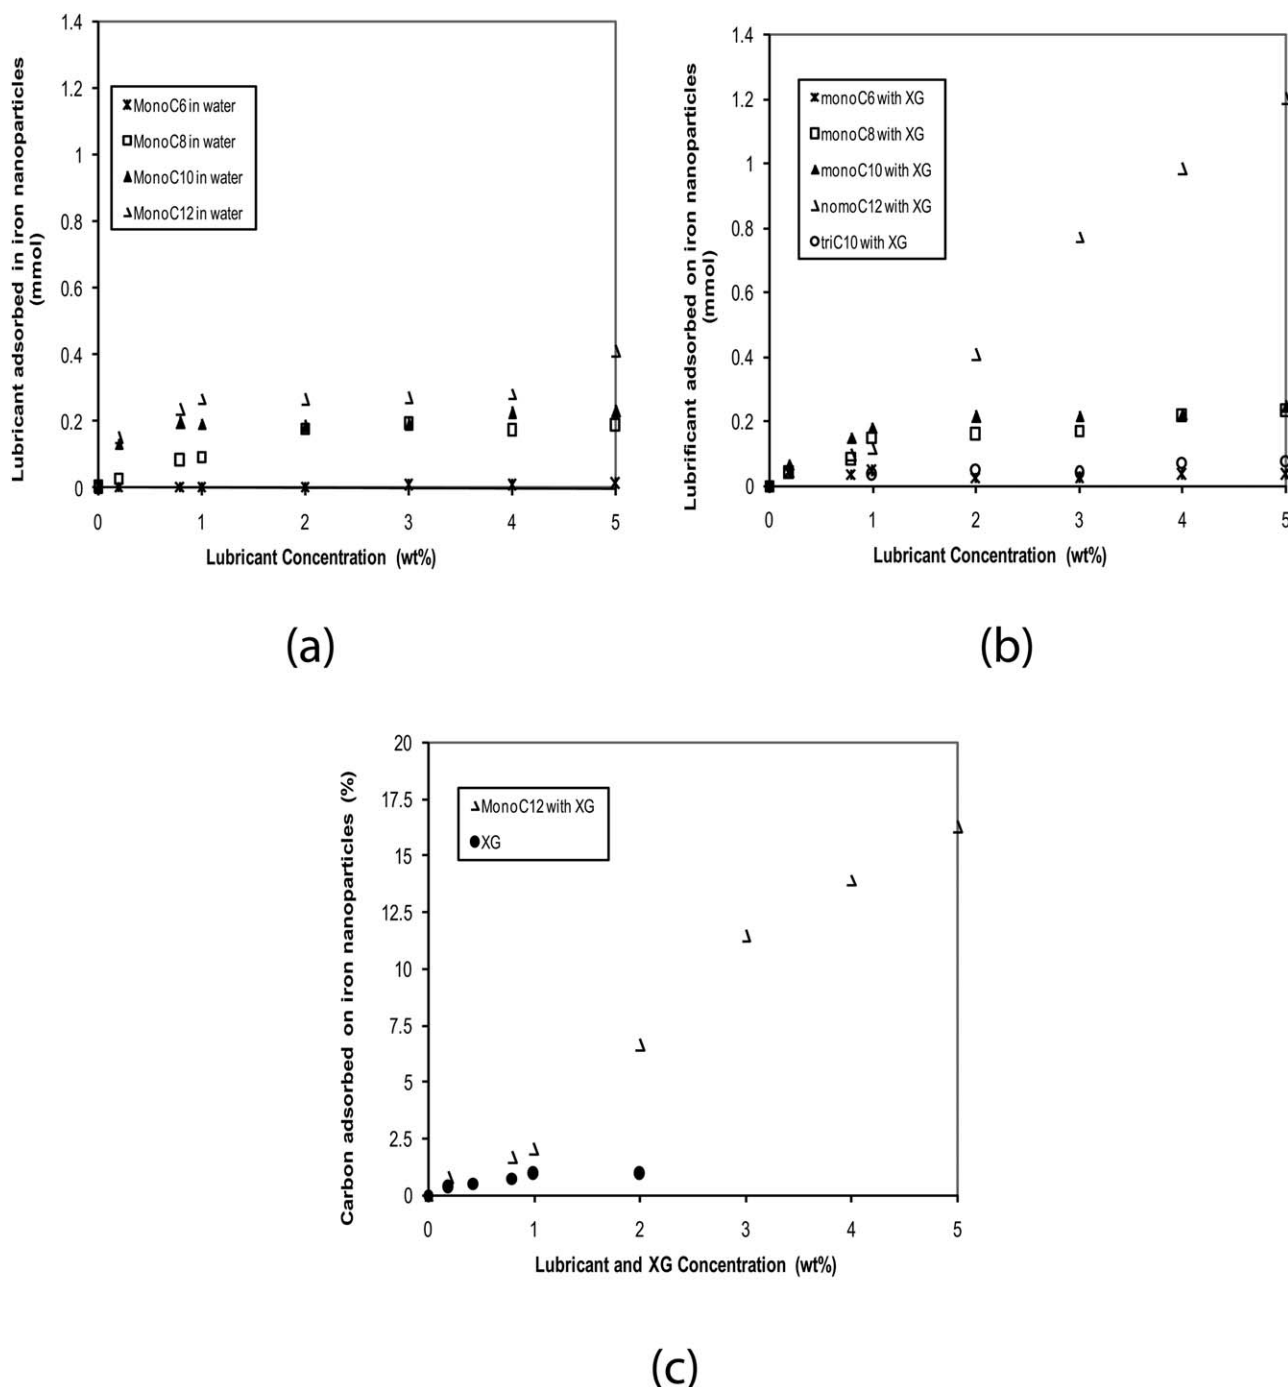 Lubricant adsorbed in iron nanoparticles
(mmol)
1.4
1.2
1
0.8
0.6
0.4
0.2
0
MonoC6 in water
MonoC8 in water
MonoC10 in water
MonoC12 in water
0 1 2 3 4 5
Lubricant Concentration (wt%)
(a)
Lubrificant adsorbed on iron nanoparticles
(mmol)
1.4
1.2
1
0.8
0.6
0.4
0.2
0
monoC6 with XG
monoC8 with XG
monoC10 with XG
nomoC12 with XG
triC10 with XG
0 1 2 3 4 5
Lubricant Concentration (wt%)
(b)
Carbon adsorbed on iron nanoparticles (%)
20
17.5
15
12.5
10
7.5
5
2.5
0
MonoC12 with XG
XG
0 1 2 3 4 5
Lubricant and XG Concentration (wt%)
(c)